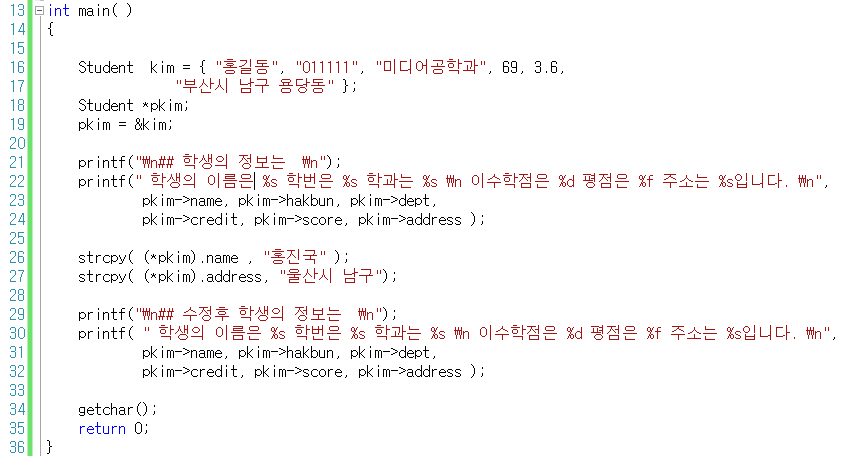 13 int main( )
14 {
15
16 Student kim = { "홍길동", "011111", "미디어공학과", 69, 3.6,
17 "부산시 남구 용당동" };
18 Student *pkim;
19 pkim = &kim;
20
21 printf("₩n## 학생의 정보는 ₩n");
22 printf(" 학생의 이름은 %s 학번은 %s 학과는 %s ₩n 이수학점은 %d 평점은 %f 주소는 %s입니다. ₩n",
23 pkim->name, pkim->hakbun, pkim->dept,
24 pkim->credit, pkim->score, pkim->address );
25
26 strcpy( (*pkim).name , "홍진국" );
27 strcpy( (*pkim).address, "울산시 남구");
28
29 printf("₩n## 수정후 학생의 정보는 ₩n");
30 printf( " 학생의 이름은 %s 학번은 %s 학과는 %s ₩n 이수학점은 %d 평점은 %f 주소는 %s입니다. ₩n",
31 pkim->name, pkim->hakbun, pkim->dept,
32 pkim->credit, pkim->score, pkim->address );
33
34 getchar();
35 return 0;
36 }